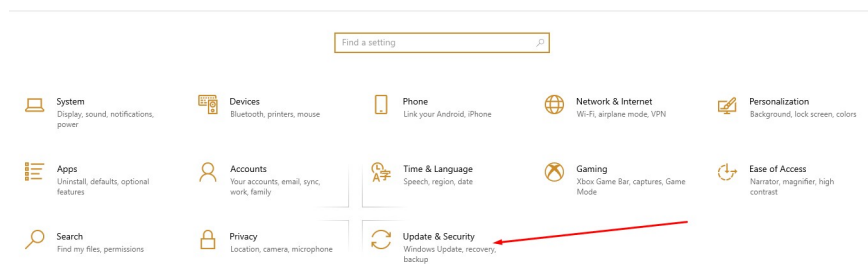 Find a setting
System
Display, sound, notifications,
power
Devices
Bluetooth, printers, mouse
Phone
Link your Android, iPhone
Network & Internet
Wi-Fi, airplane mode, VPN
Personalization
Background, lock screen, colors
Apps
Uninstall, defaults, optional
features
Accounts
Your accounts, email, sync,
work, family
Time & Language
Speech, region, date
Gaming
Xbox Game Bar, captures, Game
Mode
Ease of Access
Narrator, magnifier, high
contrast
Search
Find my files, permissions
Privacy
Location, camera, microphone
Update & Security
Windows Update, recovery,
backup